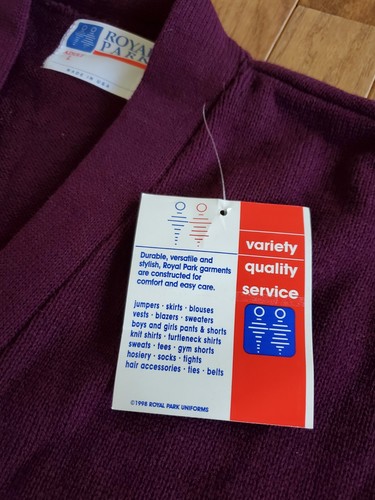 ROYAL
PARK
ADULT
L
MADE IN U.S.A.
variety
quality
service
Durable, versatile and
stylish, Royal Park garments
are constructed for
comfort and easy care.
jumpers · skirts · blouses
vests · blazers · sweaters
boys and girls pants & shorts
knit shirts · turtleneck shirts
sweats · tees · gym shorts
hosiery · socks · tights
hair accessories · ties · belts
©1998 ROYAL PARK UNIFORMS